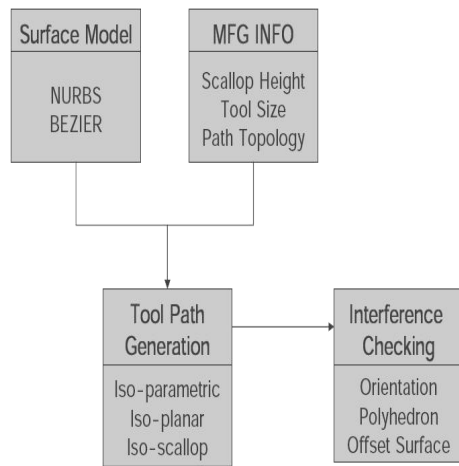 Surface Model
NURBS
BEZIER
MFG INFO
Scallop Height
Tool Size
Path Topology
Tool Path
Generation
Iso-parametric
Iso-planar
Iso-scallop
Interference
Checking
Orientation
Polyhedron
Offset Surface